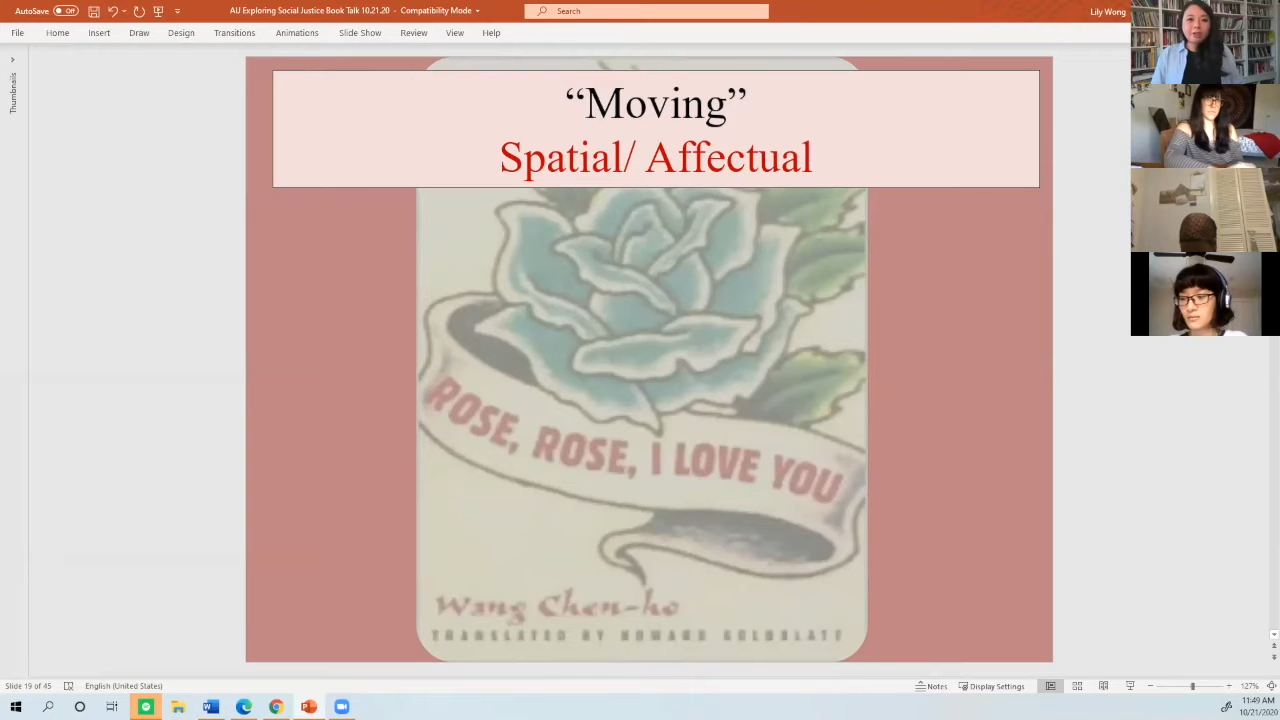 AutoSave Off AU Exploring Social Justice Book Talk 10.21.20 - Compatibility Mode Search Lily Wong
File Home Insert Draw Design Transitions Animations Slide Show Review View Help
Thumbnails
“Moving”
Spatial/ Affectual
ROSE, ROSE, I LOVE YOU
Wang Chen-ho
TRANSLATED BY HOWARD GOLDBLATT
Slide 19 of 45 English (United States) Notes Display Settings 127%
11:49 AM
10/21/2020